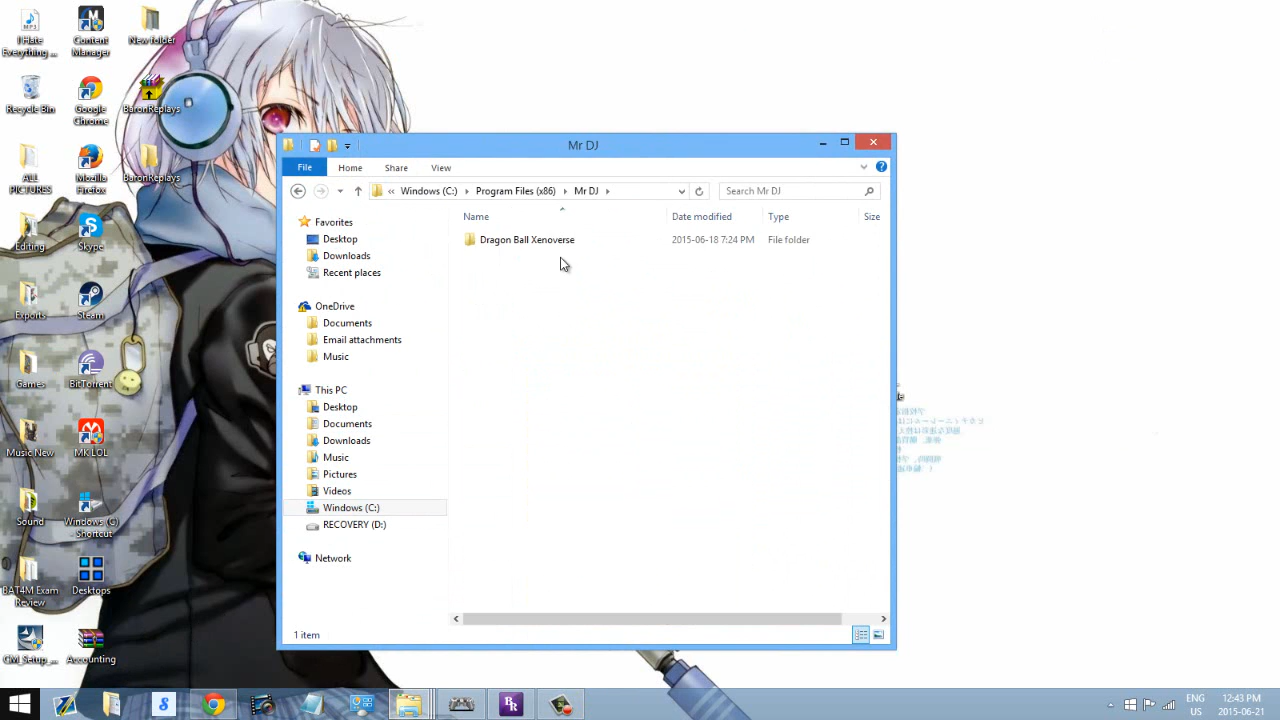 I Hate
Everything ...
Content
Manager
New folder
Recycle Bin
Google
Chrome
BaronReplays
ALL
PICTURES
Mozilla
Firefox
BaronReplays
Editing
Skype
Exports
Steam
Games
BitTorrent
Music New
MK LOL
Sound
Windows (C)
- Shortcut
BAT4M Exam
Review
Desktops
CM_Setup_...
Accounting
Mr DJ
File
Home
Share
View
« Windows (C:) Program Files (x86) Mr DJ
Search Mr DJ
Name
Date modified
Type
Size
Dragon Ball Xenoverse
2015-06-18 7:24 PM
File folder
Favorites
Desktop
Downloads
Recent places
OneDrive
Documents
Email attachments
Music
This PC
Desktop
Documents
Downloads
Music
Pictures
Videos
Windows (C:)
RECOVERY (D:)
Network
1 item
ENG
US
12:43 PM
2015-06-21